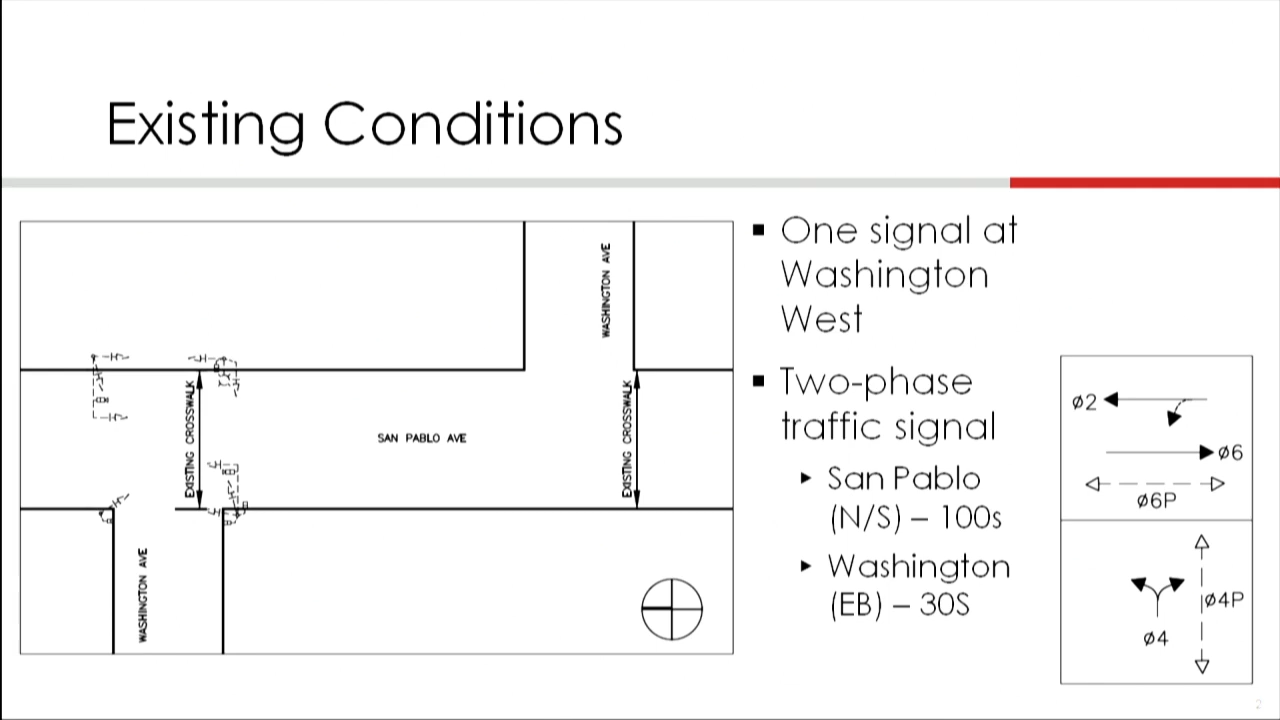 Existing Conditions
WASHINGTON AVE
EXISTING CROSSWALK
SAN PABLO AVE
EXISTING CROSSWALK
WASHINGTON AVE
One signal at
Washington
West
Two-phase
traffic signal
San Pablo
(N/S) – 100s
Washington
(EB) – 30S
ø2
ø6
ø6P
ø4P
ø4
2